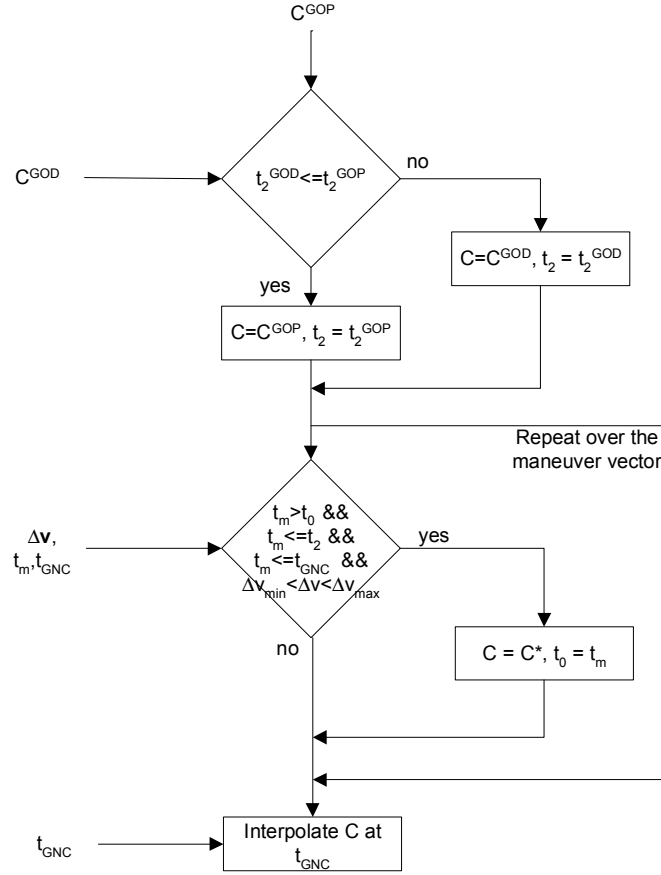 C^GOP
C^GOD
t_2^GOD<=t_2^GOP
no
C=C^GOD, t_2 = t_2^GOD
yes
C=C^GOP, t_2 = t_2^GOP
Repeat over the
maneuver vector
Δv,
t_m,t_GNC
t_m>t_0 &&
t_m<=t_2 &&
t_m<=t_GNC &&
Δv_min<Δv<Δv_max
yes
C = C*, t_0 = t_m
no
t_GNC
Interpolate C at
t_GNC